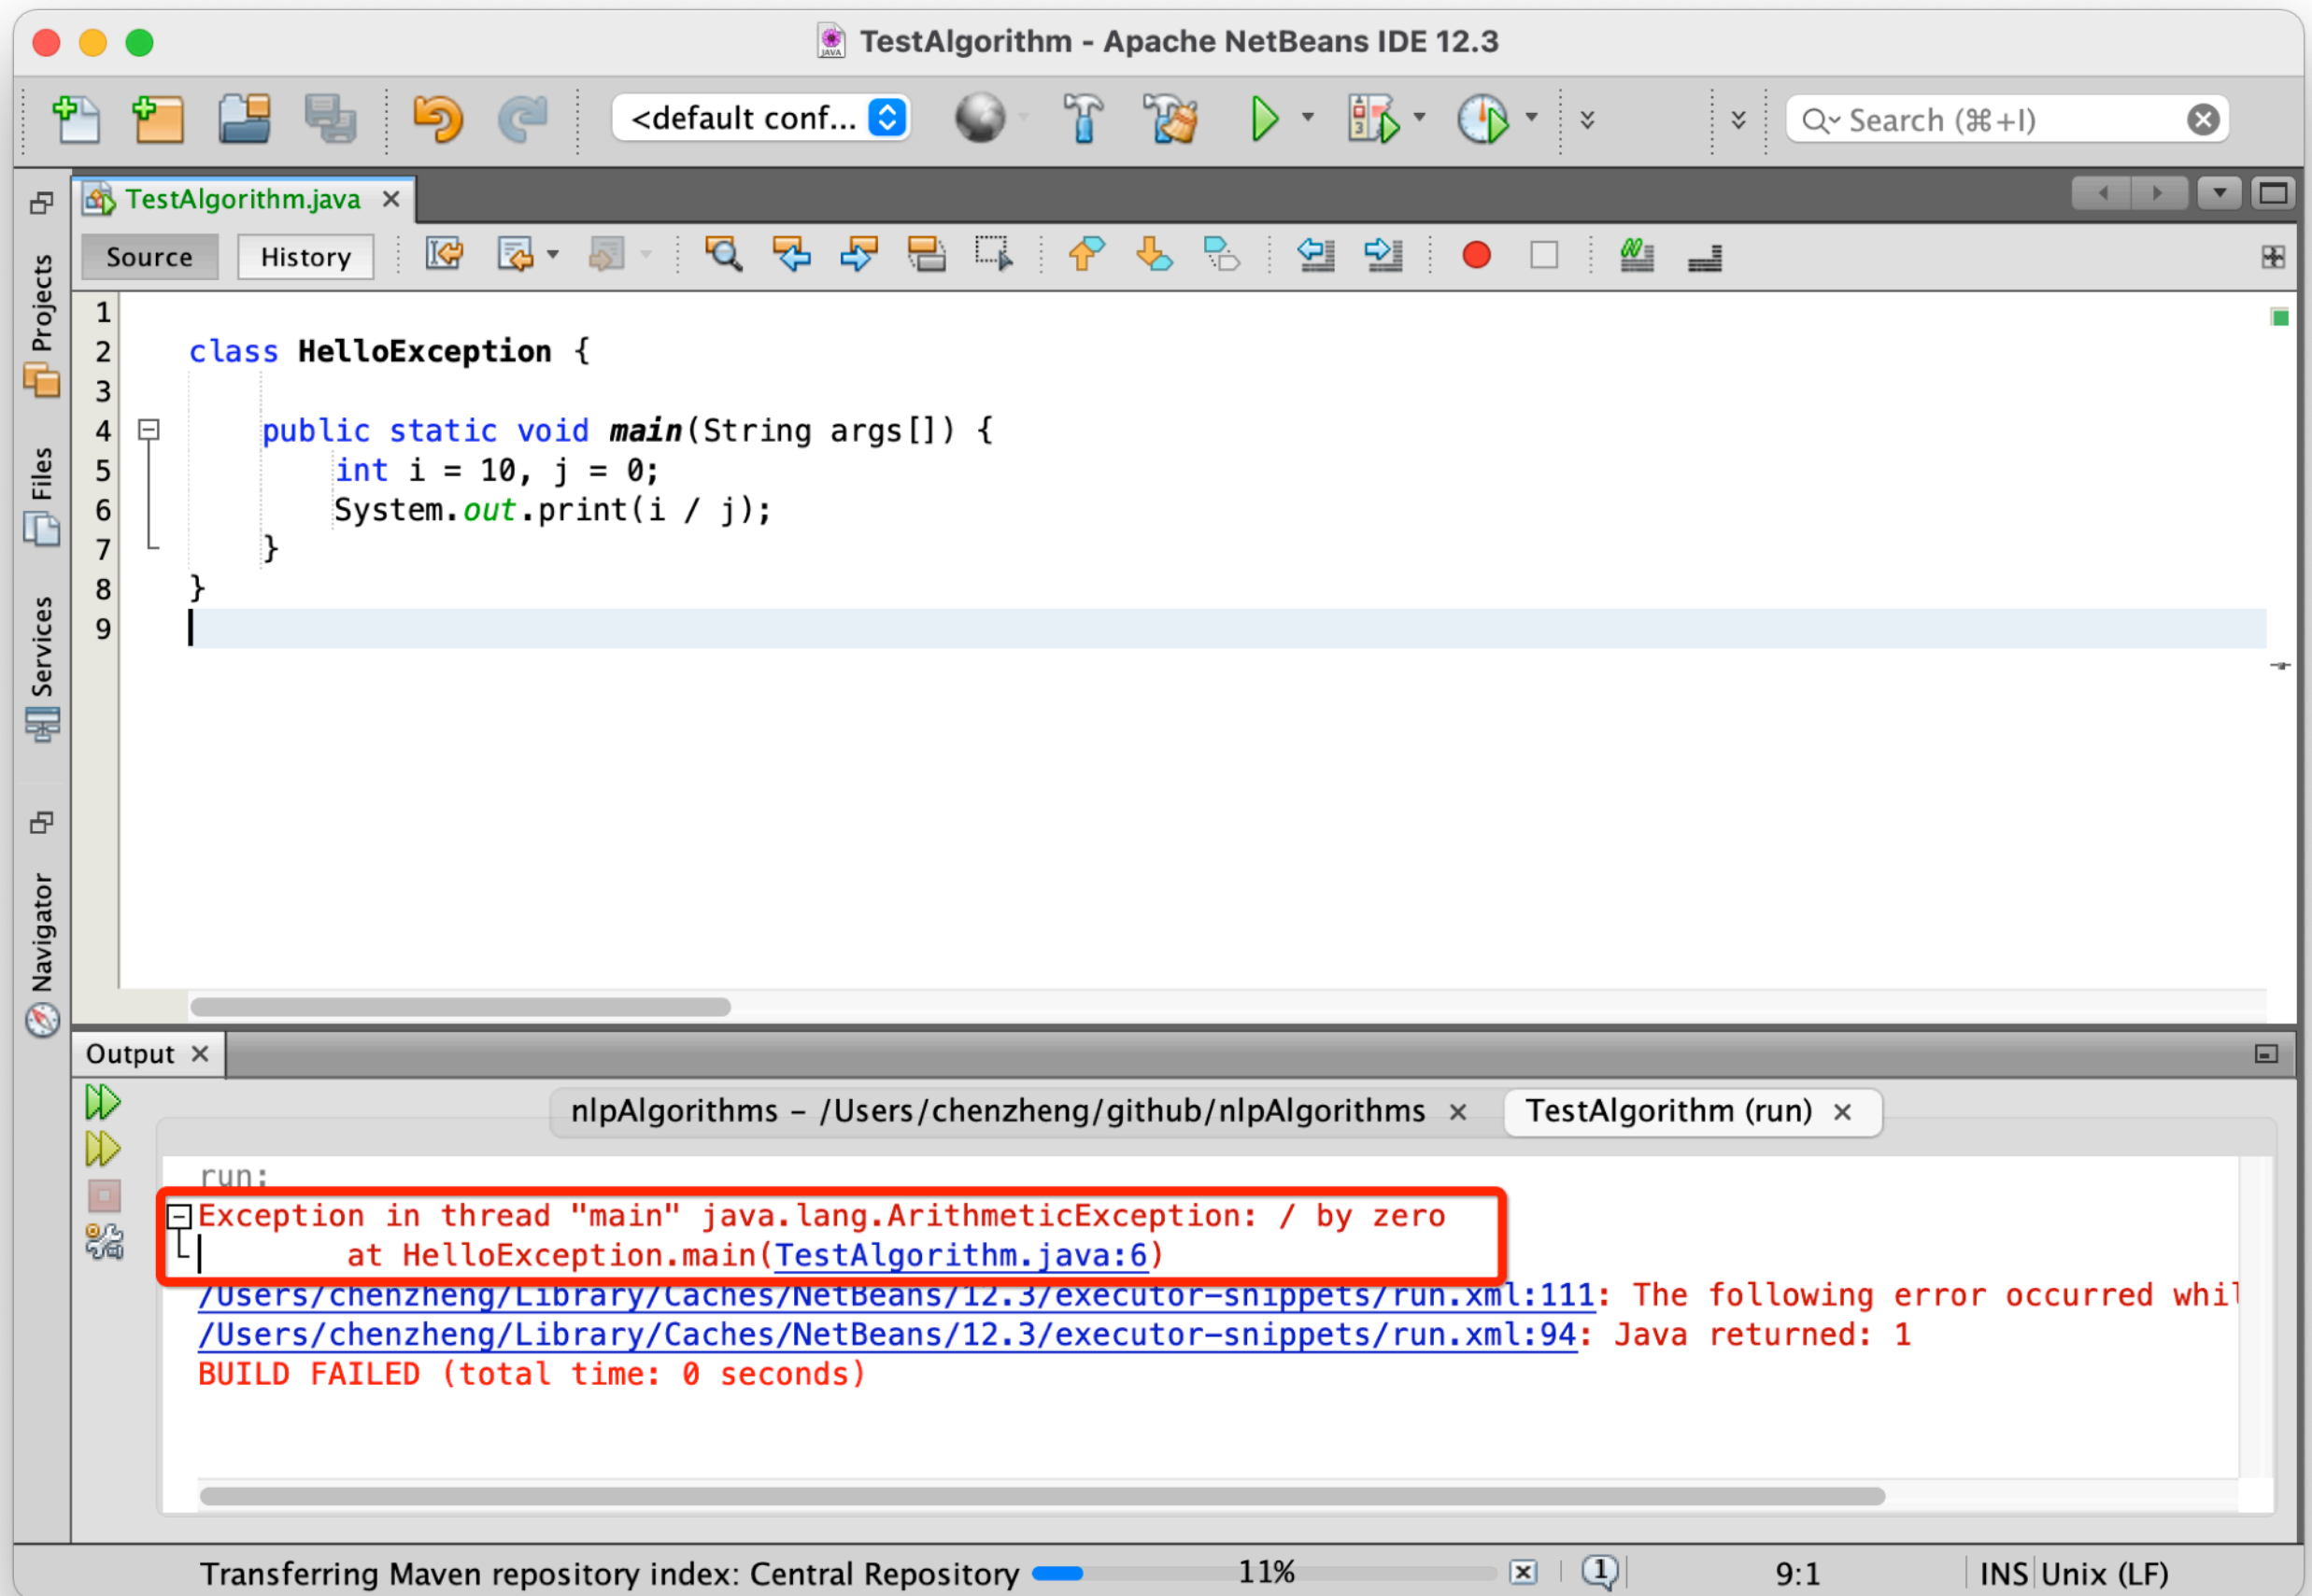 TestAlgorithm - Apache NetBeans IDE 12.3
<default conf...
Search (⌘+I)
TestAlgorithm.java
Source
History
Projects
Files
Services
Navigator
1
2 class HelloException {
3
4 public static void main(String args[]) {
5 int i = 10, j = 0;
6 System.out.print(i / j);
7 }
8 }
9
Output
nlpAlgorithms – /Users/chenzheng/github/nlpAlgorithms
TestAlgorithm (run)
run:
Exception in thread "main" java.lang.ArithmeticException: / by zero
at HelloException.main(TestAlgorithm.java:6)
/Users/chenzheng/Library/Caches/NetBeans/12.3/executor-snippets/run.xml:111: The following error occurred whil
/Users/chenzheng/Library/Caches/NetBeans/12.3/executor-snippets/run.xml:94: Java returned: 1
BUILD FAILED (total time: 0 seconds)
Transferring Maven repository index: Central Repository 11% 1 9:1 INS Unix (LF)